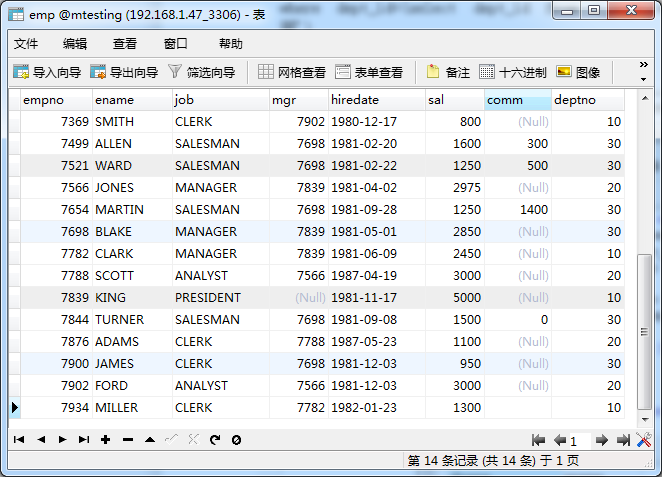 where dept_id=(select dept_id
emp @mtesting (192.168.1.47_3306) - 表
文件 编辑 查看 窗口 帮助
导入向导 导出向导 筛选向导 网格查看 表单查看 备注 十六进制 图像 »
empno ename job mgr hiredate sal comm deptno
7369 SMITH CLERK 7902 1980-12-17 800 (Null) 10
7499 ALLEN SALESMAN 7698 1981-02-20 1600 300 30
7521 WARD SALESMAN 7698 1981-02-22 1250 500 30
7566 JONES MANAGER 7839 1981-04-02 2975 (Null) 20
7654 MARTIN SALESMAN 7698 1981-09-28 1250 1400 30
7698 BLAKE MANAGER 7839 1981-05-01 2850 (Null) 30
7782 CLARK MANAGER 7839 1981-06-09 2450 (Null) 10
7788 SCOTT ANALYST 7566 1987-04-19 3000 (Null) 20
7839 KING PRESIDENT (Null) 1981-11-17 5000 (Null) 10
7844 TURNER SALESMAN 7698 1981-09-08 1500 0 30
7876 ADAMS CLERK 7788 1987-05-23 1100 (Null) 20
7900 JAMES CLERK 7698 1981-12-03 950 (Null) 30
7902 FORD ANALYST 7566 1981-12-03 3000 (Null) 20
7934 MILLER CLERK 7782 1982-01-23 1300 10
1
第 14 条记录 (共 14 条) 于 1 页